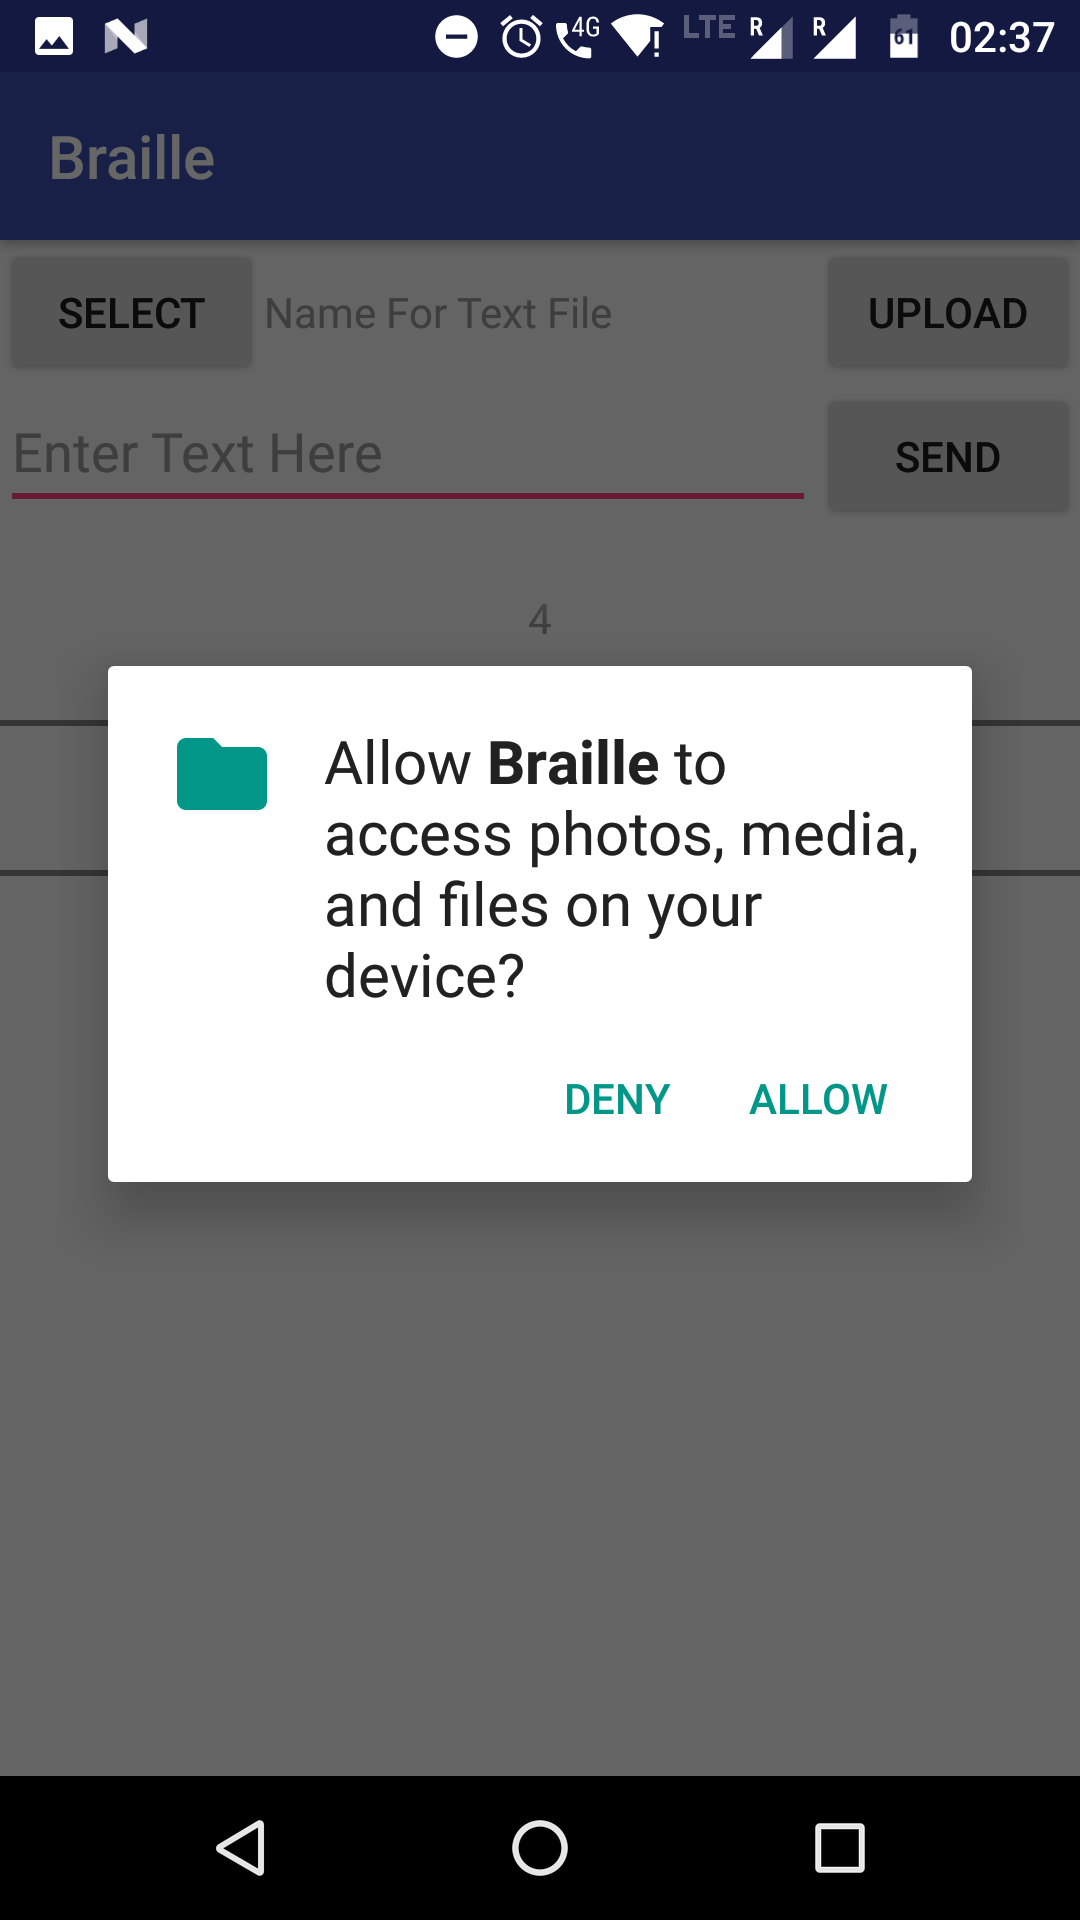 4G LTE R R 61 02:37
Braille
SELECT Name For Text File UPLOAD
Enter Text Here SEND
4
Allow Braille to
access photos, media,
and files on your
device?
DENY ALLOW